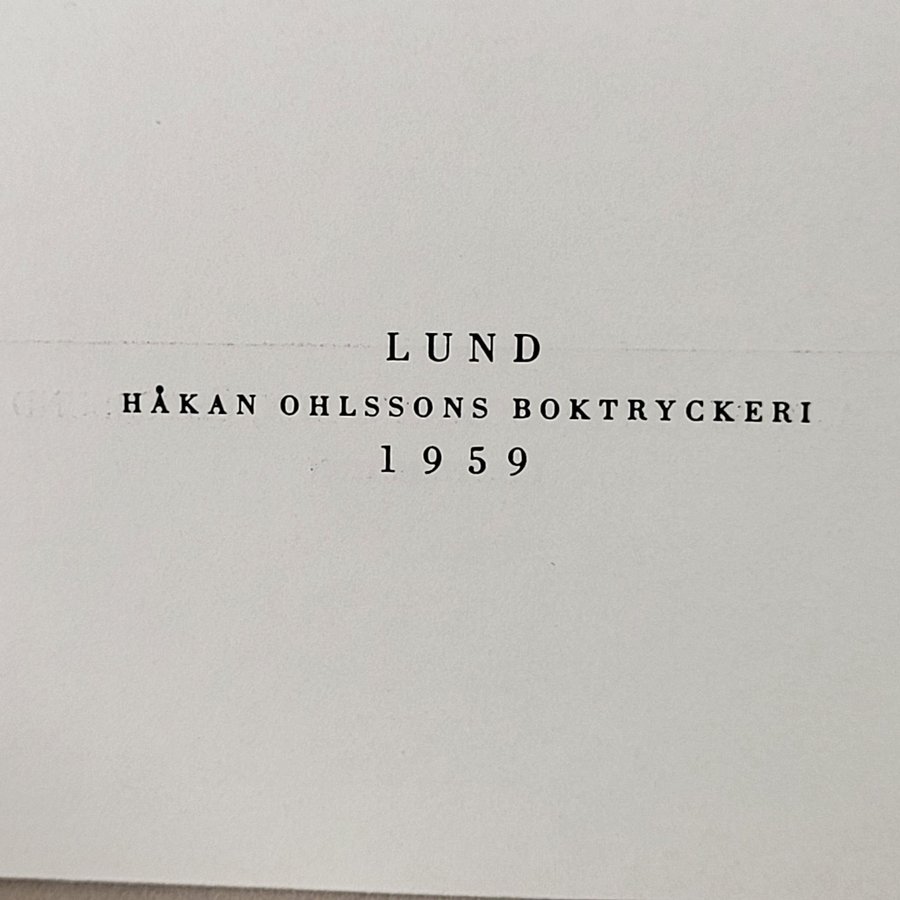 LUND
HÅKAN OHLSSONS BOKTRYCKERI
1959